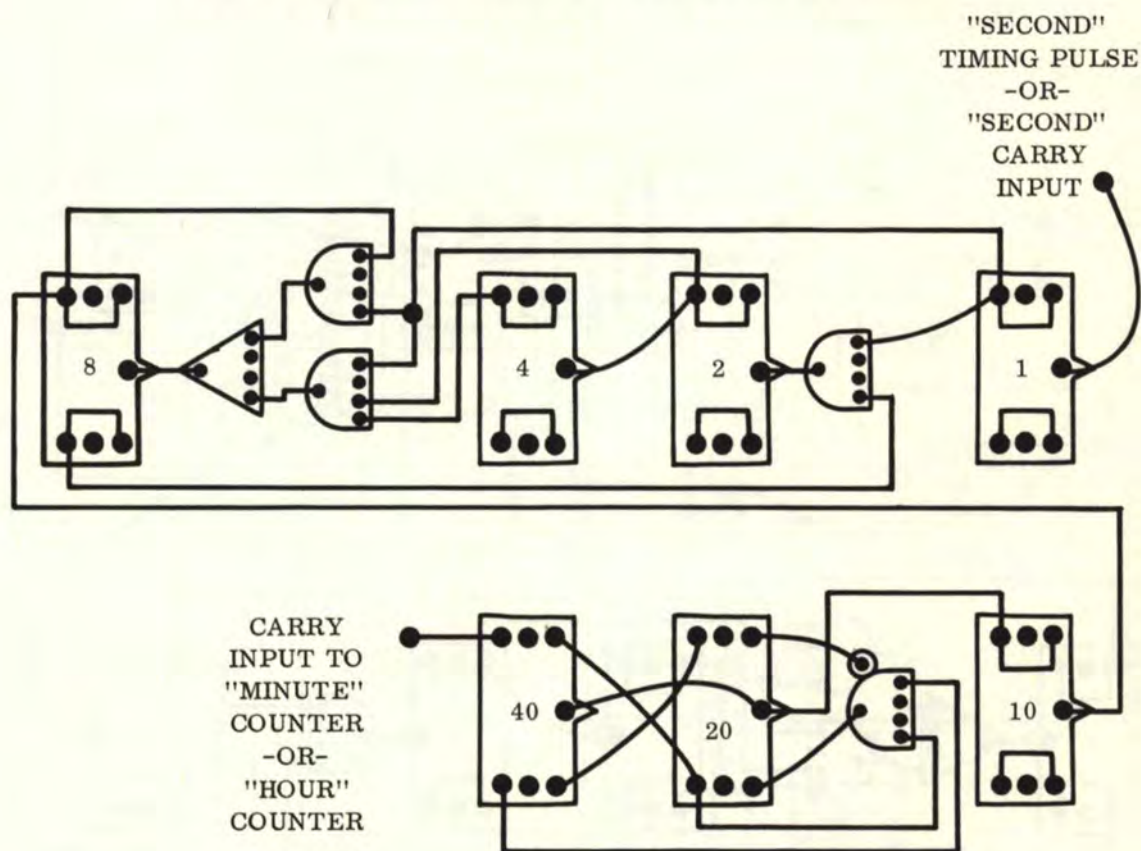 "SECOND"
TIMING PULSE
-OR-
"SECOND"
CARRY
INPUT
8
4
2
1
CARRY
INPUT TO
"MINUTE"
COUNTER
-OR-
"HOUR"
COUNTER
40
20
10